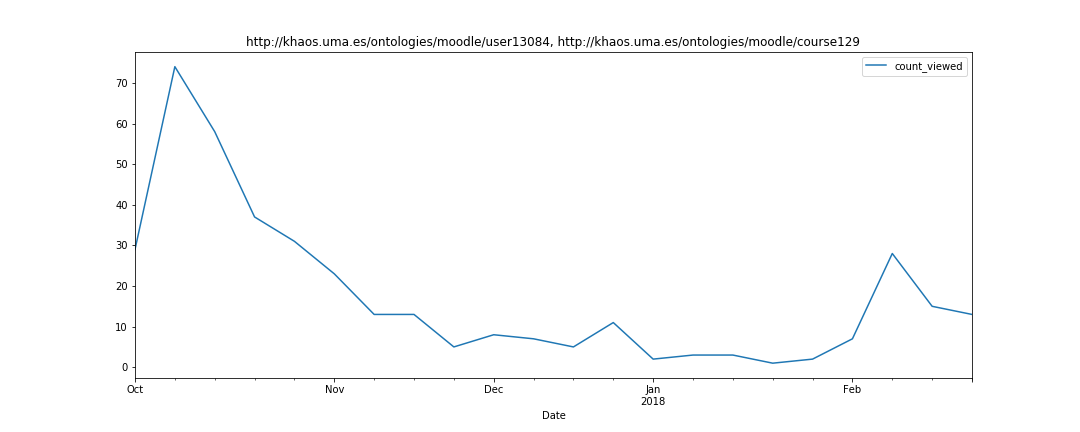 http://khaos.uma.es/ontologies/moodle/user13084, http://khaos.uma.es/ontologies/moodle/course129
count_viewed
70
60
50
40
30
20
10
0
Oct Nov Dec Jan Feb
2018
Date